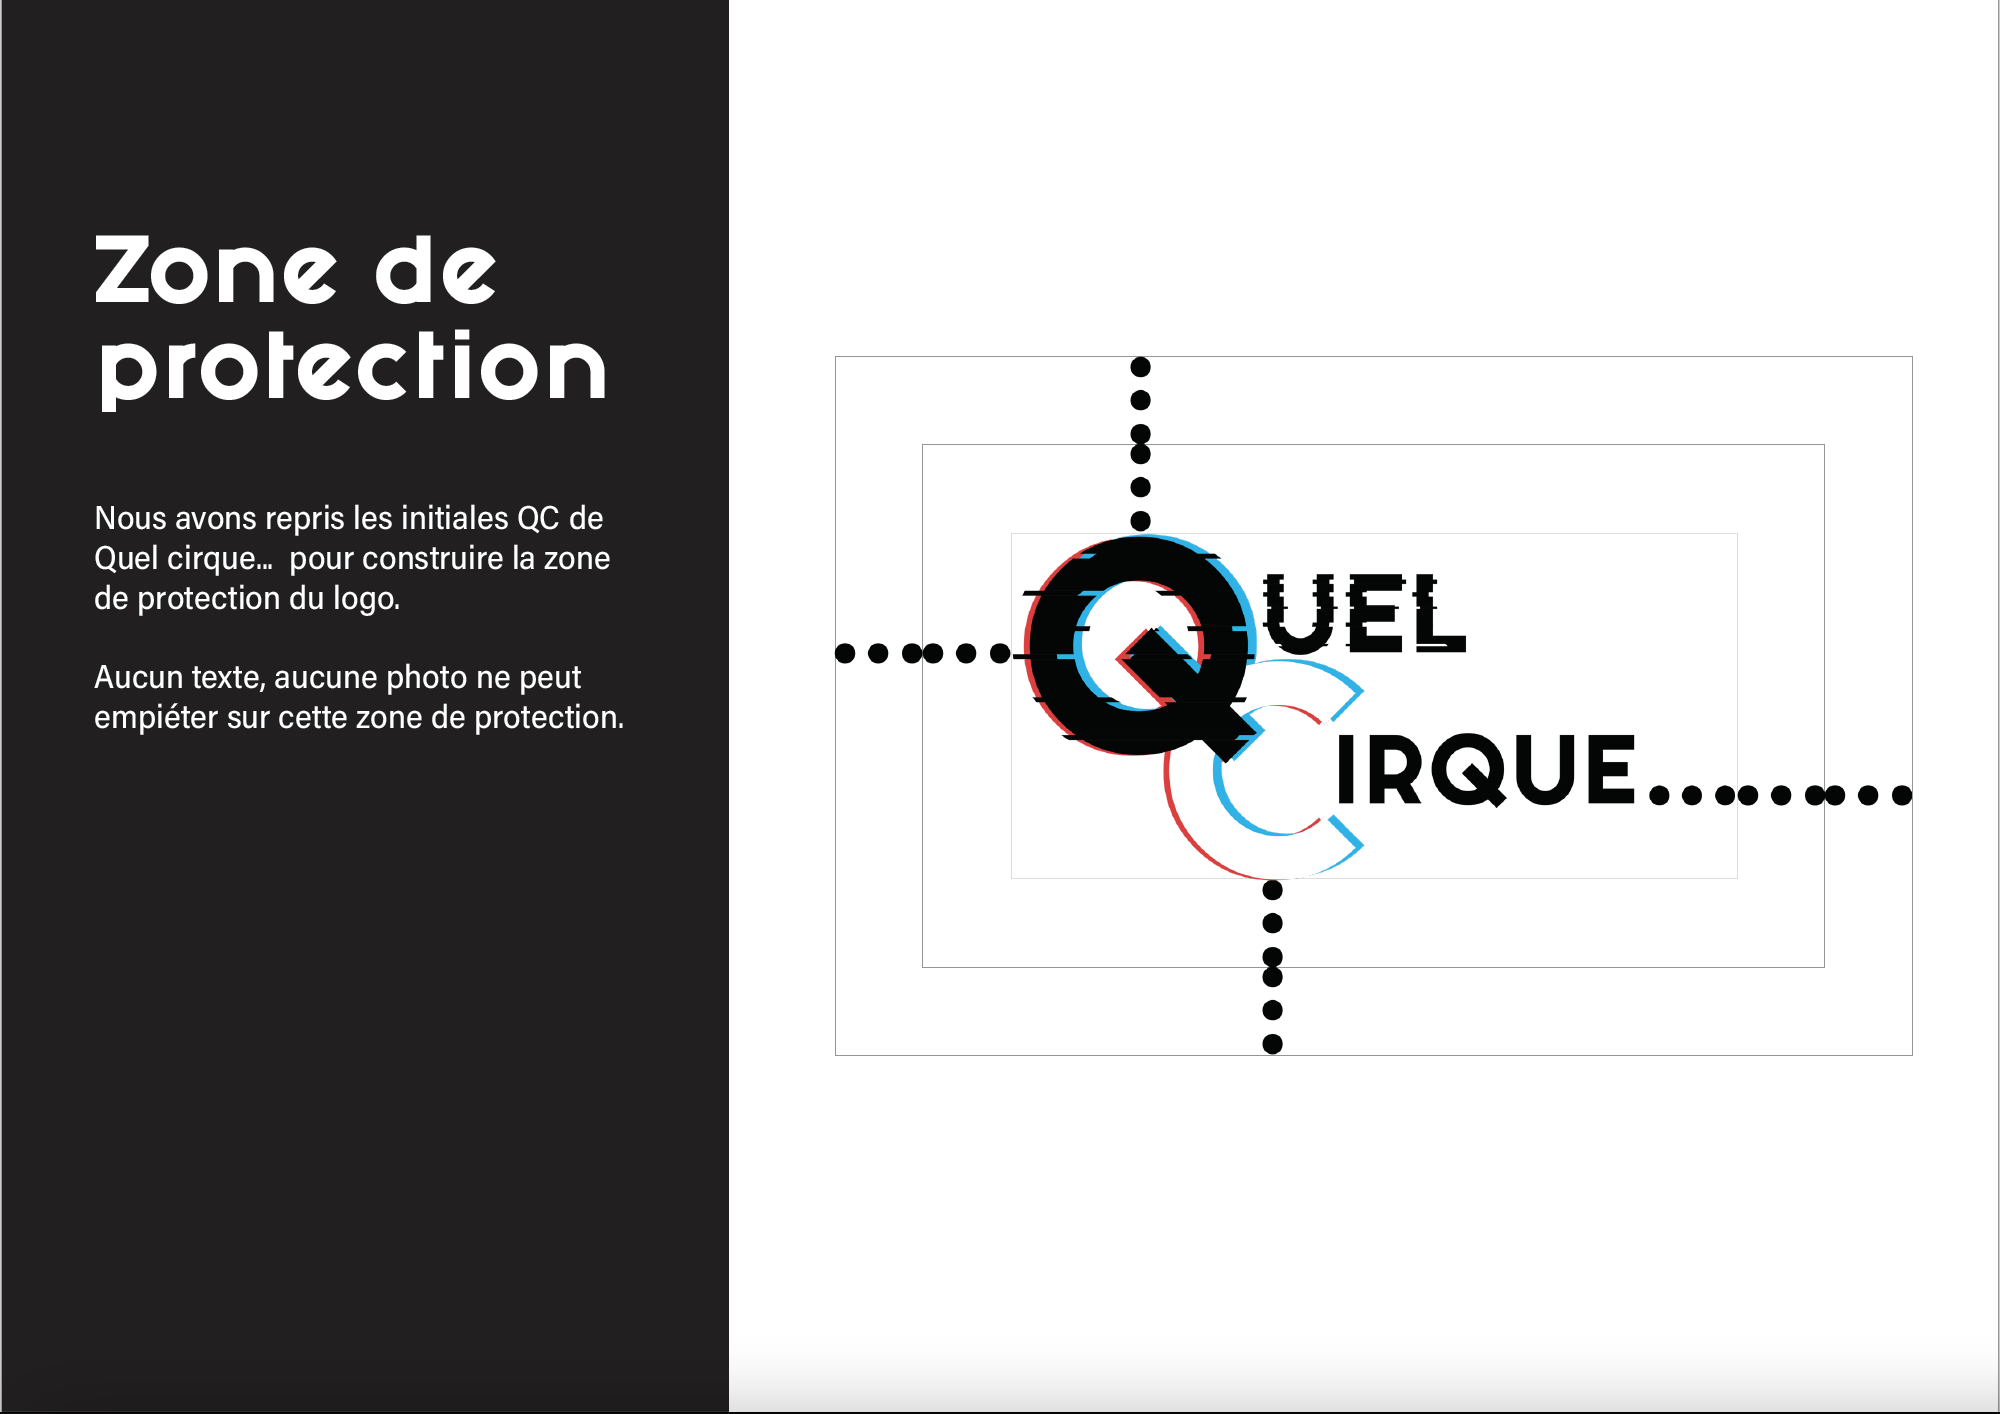 Zone de
protection
Nous avons repris les initiales QC de
Quel cirque...  pour construire la zone
de protection du logo.
Aucun texte, aucune photo ne peut
empiéter sur cette zone de protection.
QUEL
CIRQUE...